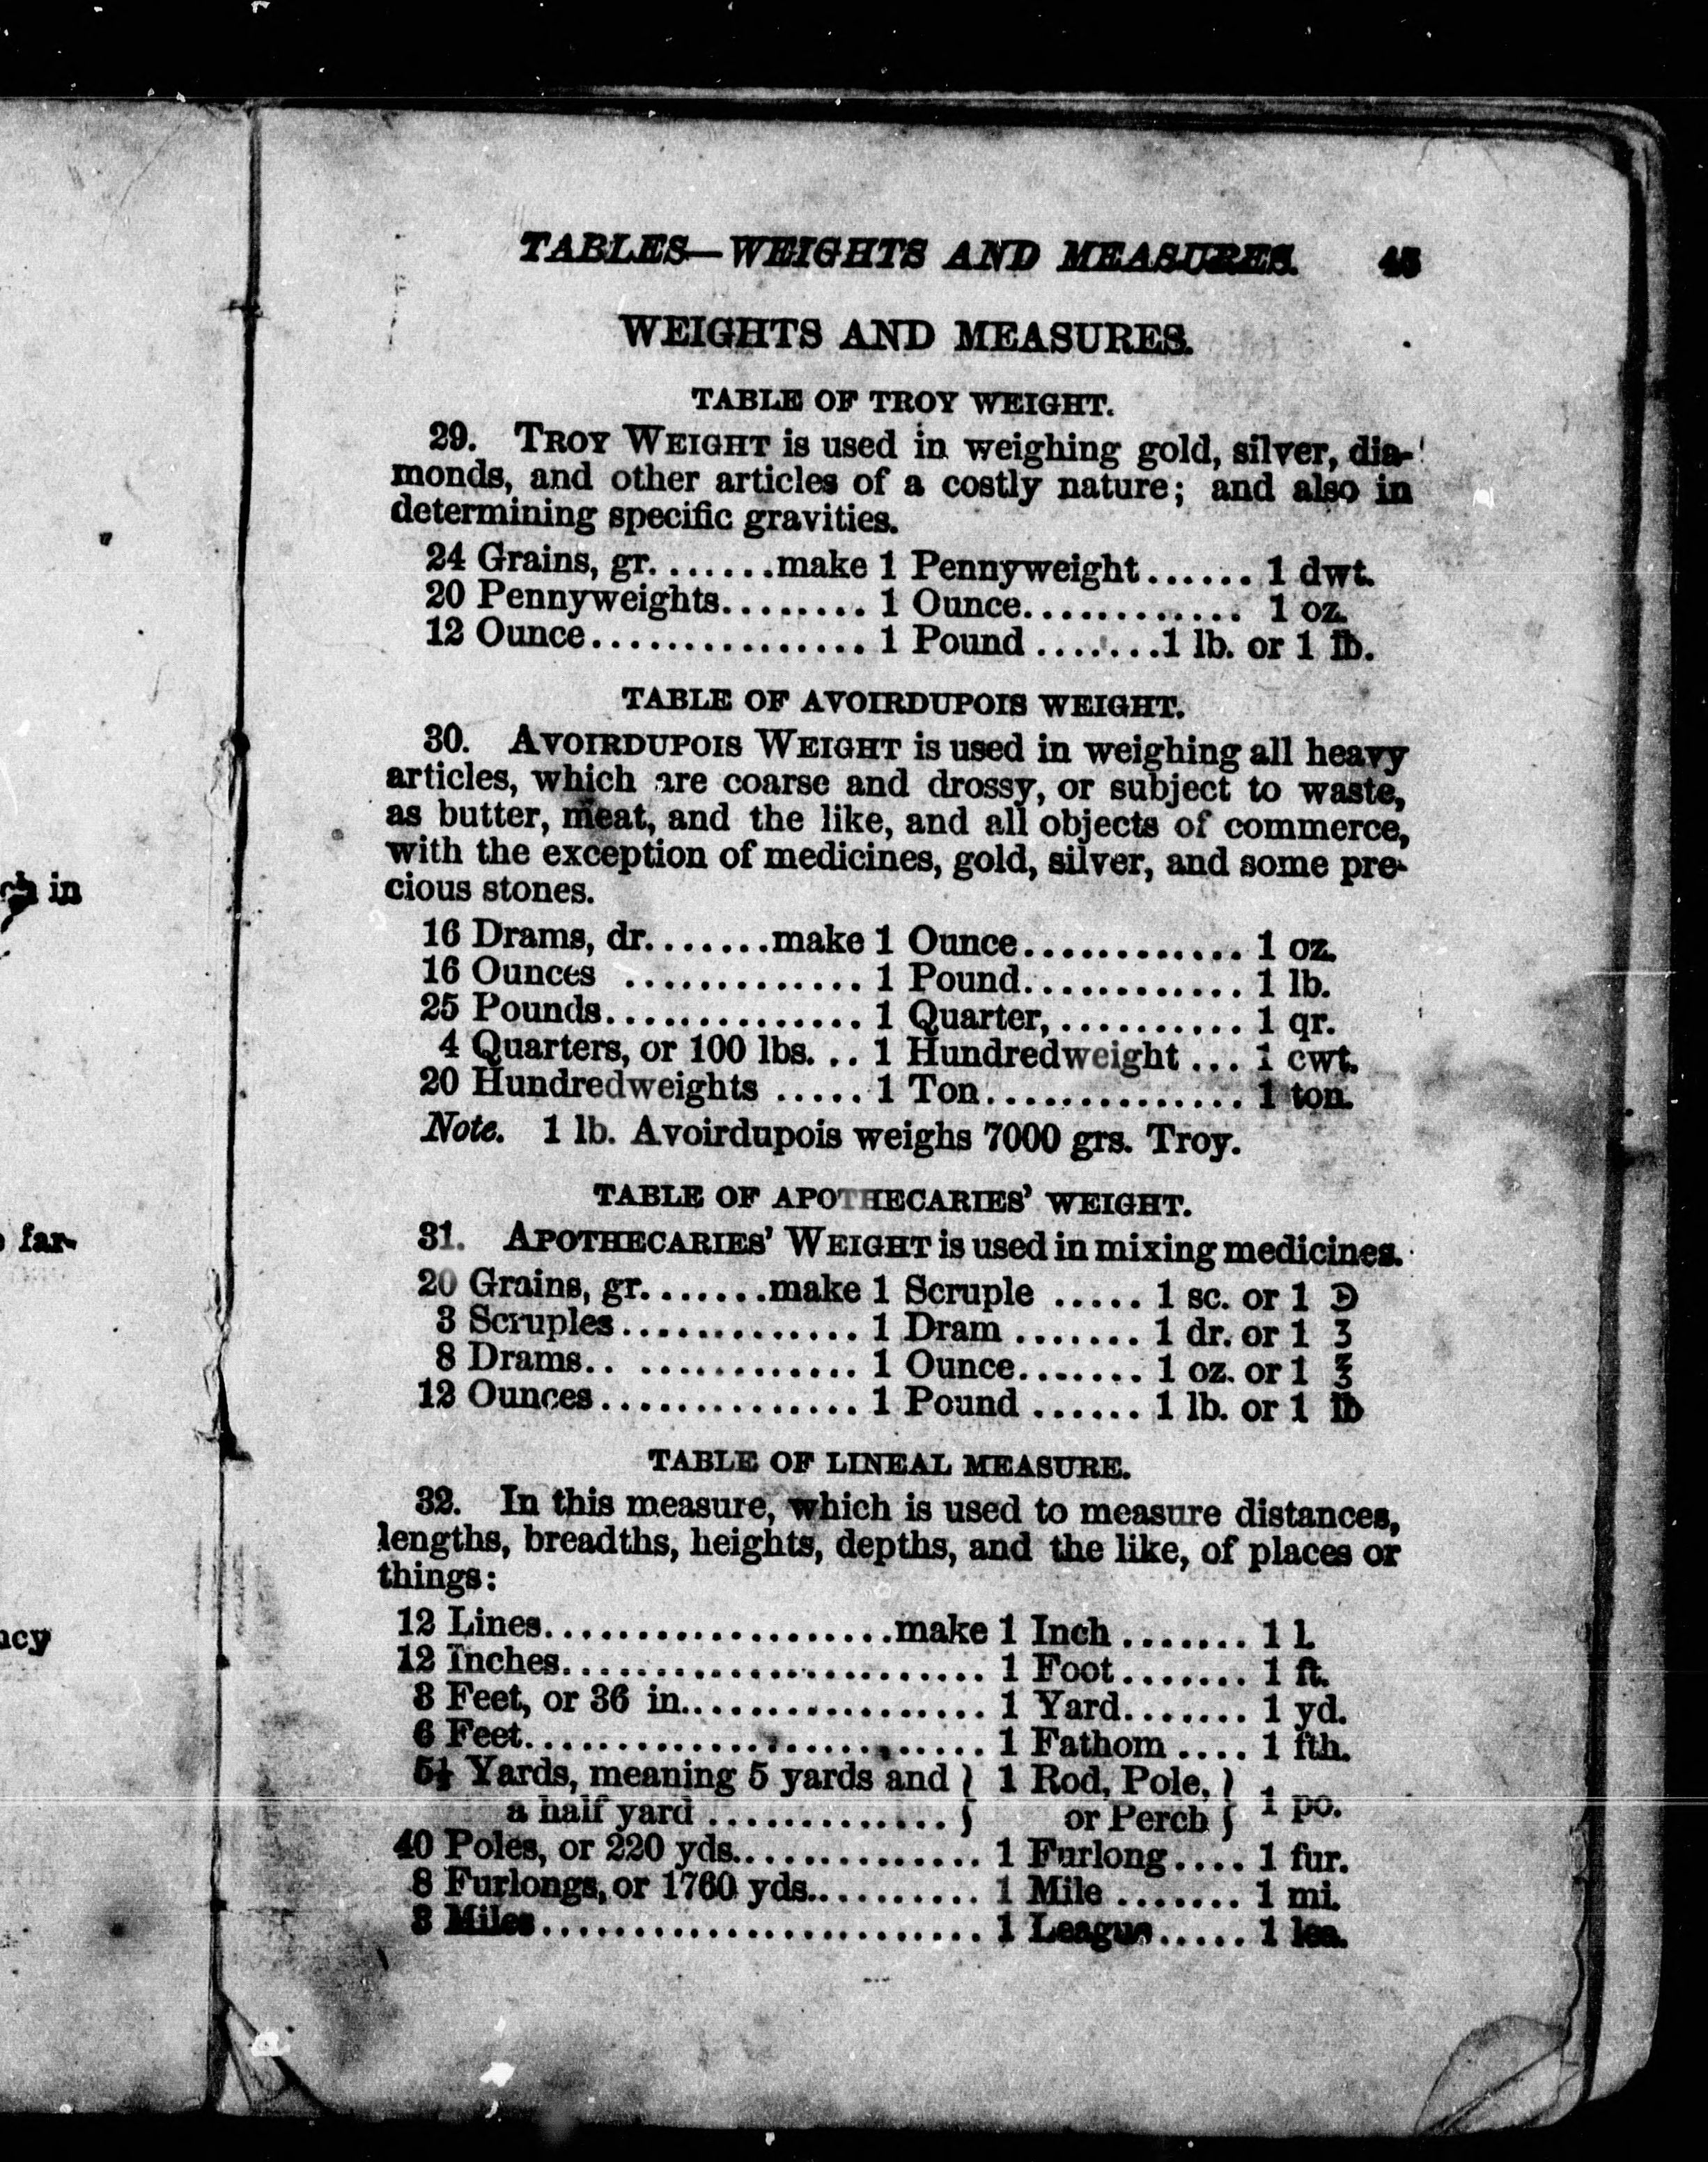 TABLES—WEIGHTS AND MEASURES. 45
WEIGHTS AND MEASURES.
TABLE OF TROY WEIGHT.
29. TROY WEIGHT is used in weighing gold, silver, dia-
monds, and other articles of a costly nature; and also in
determining specific gravities.
24 Grains, gr........make 1 Pennyweight...... 1 dwt.
20 Pennyweights........ 1 Ounce............ 1 oz.
12 Ounce............... 1 Pound .......1 lb. or 1 ℔.
TABLE OF AVOIRDUPOIS WEIGHT.
30. AVOIRDUPOIS WEIGHT is used in weighing all heavy
articles, which are coarse and drossy, or subject to waste,
as butter, meat, and the like, and all objects of commerce,
with the exception of medicines, gold, silver, and some pre-
cious stones.
16 Drams, dr.......make 1 Ounce............ 1 oz.
16 Ounces ............. 1 Pound............ 1 lb.
25 Pounds.............. 1 Quarter,.......... 1 qr.
4 Quarters, or 100 lbs. .. 1 Hundredweight ... 1 cwt.
20 Hundredweights ..... 1 Ton.............. 1 ton.
Note. 1 lb. Avoirdupois weighs 7000 grs. Troy.
TABLE OF APOTHECARIES' WEIGHT.
31. APOTHECARIES' WEIGHT is used in mixing medicines.
20 Grains, gr.......make 1 Scruple ..... 1 sc. or 1 ℈
3 Scruples............. 1 Dram ....... 1 dr. or 1 ʒ
8 Drams.. ............ 1 Ounce....... 1 oz. or 1 ℥
12 Ounces.............. 1 Pound ...... 1 lb. or 1 ℔
TABLE OF LINEAL MEASURE.
32. In this measure, which is used to measure distances,
lengths, breadths, heights, depths, and the like, of places or
things:
12 Lines...................make 1 Inch ....... 1 l.
12 Inches....................... 1 Foot....... 1 ft.
3 Feet, or 36 in................. 1 Yard....... 1 yd.
6 Feet......................... 1 Fathom .... 1 fth.
5½ Yards, meaning 5 yards and } 1 Rod, Pole, } 1 po.
a half yard ............. } or Perch }
40 Poles, or 220 yds.............. 1 Furlong.... 1 fur.
8 Furlongs, or 1760 yds.......... 1 Mile ....... 1 mi.
3 Miles........................ 1 League..... 1 lea.
in
far-
ncy